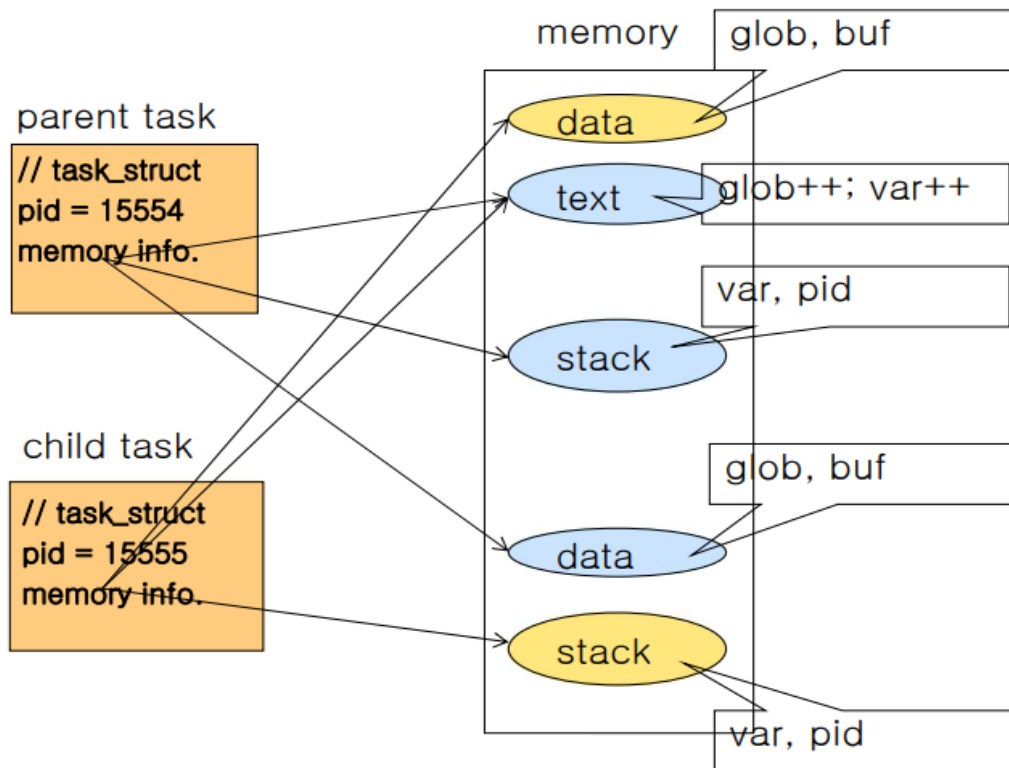 memory
glob, buf
data
parent task
// task_struct
pid = 15554
memory info.
text
glob++; var++
var, pid
stack
child task
// task_struct
pid = 15555
memory info.
glob, buf
data
stack
var, pid